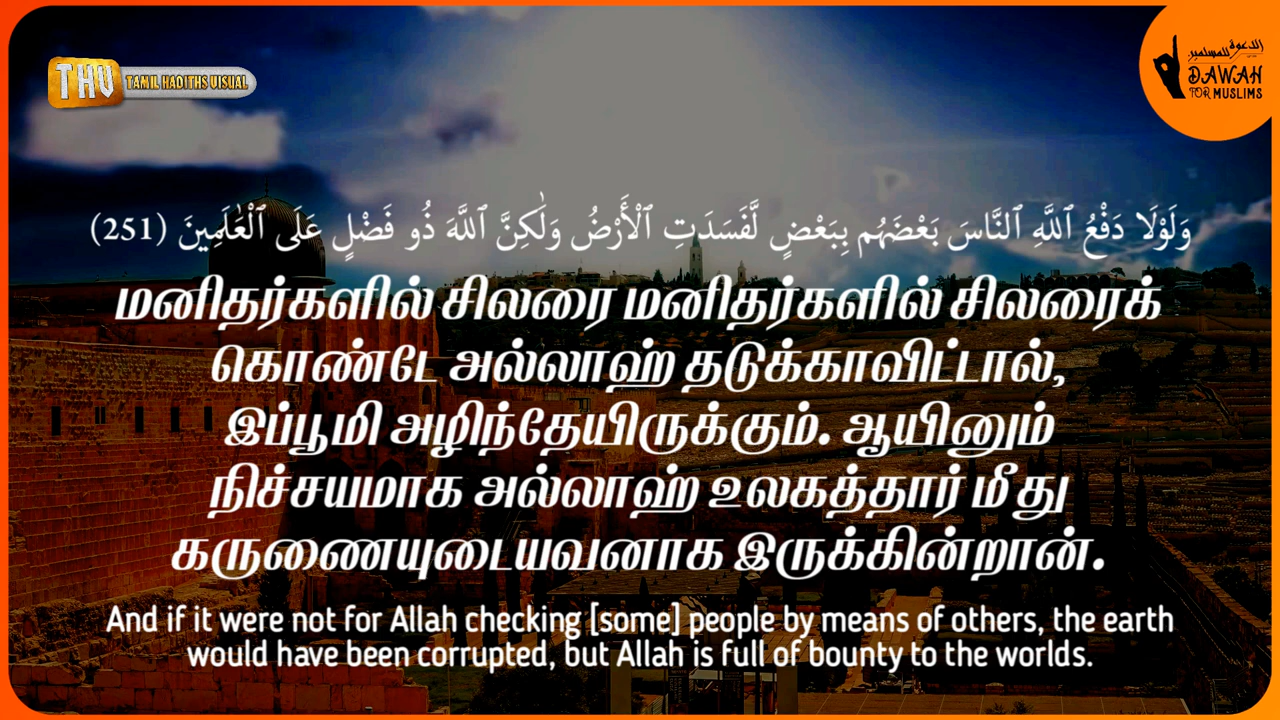 THV TAMIL HADITHS VISUAL
الدعوة للمسلمين
DAWAH
FOR MUSLIMS
وَلَوْلَا دَفْعُ ٱللَّهِ ٱلنَّاسَ بَعْضَهُم بِبَعْضٍ لَّفَسَدَتِ ٱلْأَرْضُ وَلَٰكِنَّ ٱللَّهَ ذُو فَضْلٍ عَلَى ٱلْعَٰلَمِينَ (251)
மனிதர்களில் சிலரை மனிதர்களில் சிலரைக்
கொண்டே அல்லாஹ் தடுக்காவிட்டால்,
இப்பூமி அழிந்தேயிருக்கும். ஆயினும்
நிச்சயமாக அல்லாஹ் உலகத்தார் மீது
கருணையுடையவனாக இருக்கின்றான்.
And if it were not for Allah checking [some] people by means of others, the earth
would have been corrupted, but Allah is full of bounty to the worlds.